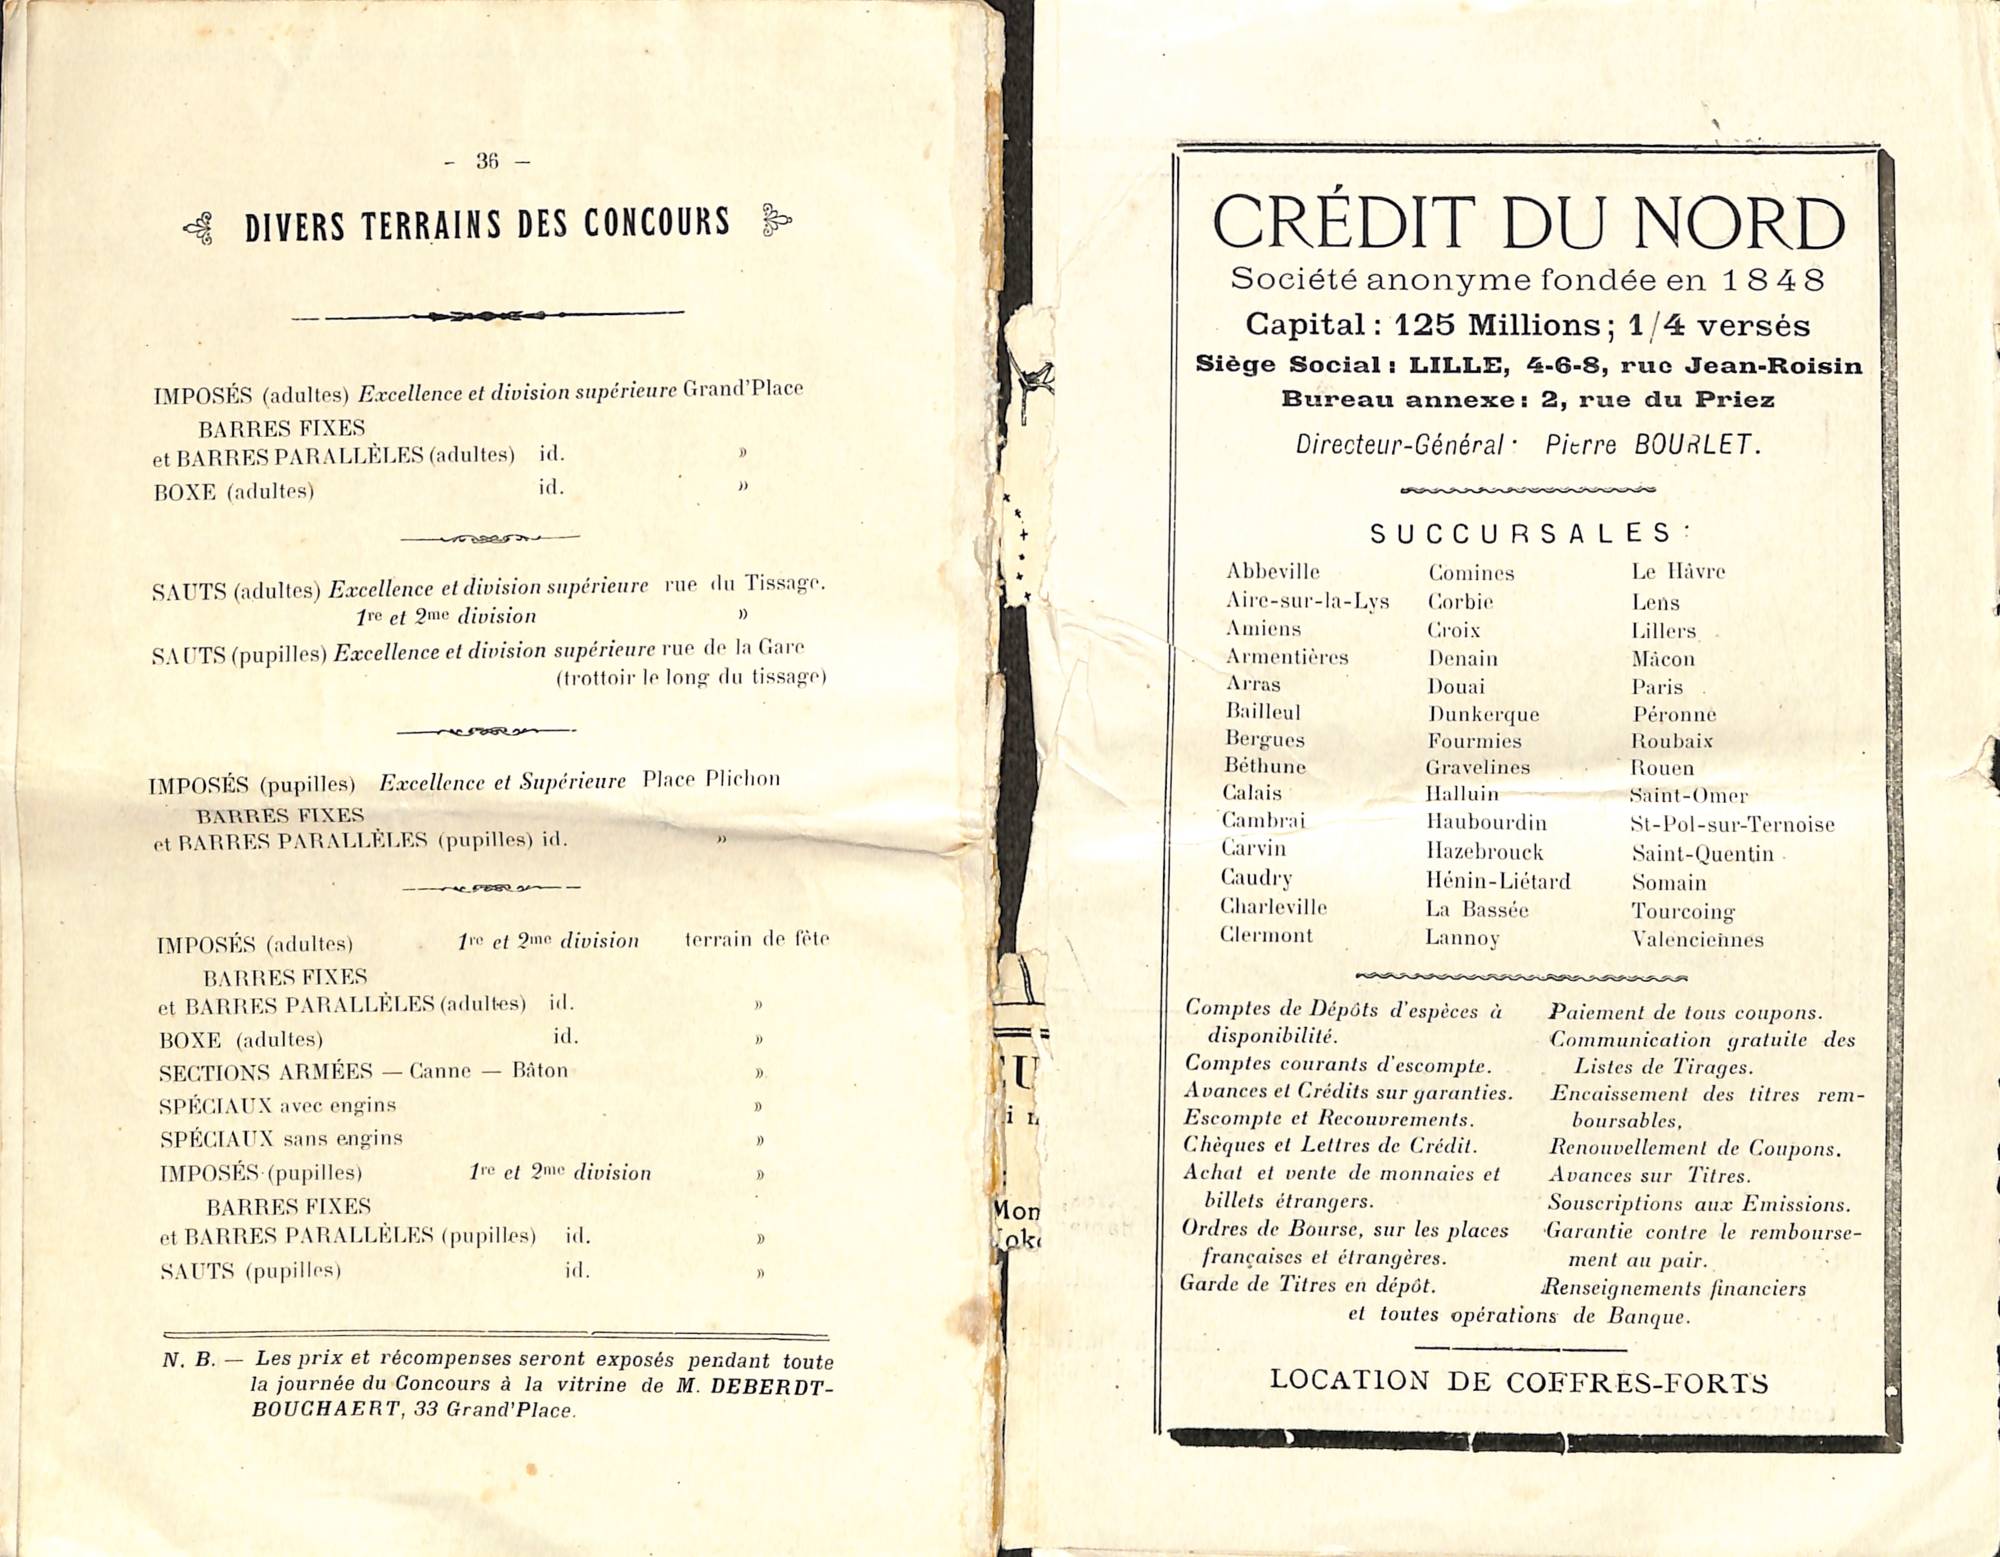 - 36 —
DIVERS TERRAINS DES CONCOURS
IMPOSÉS (adultes) Excellence et division supérieure Grand'Place
BARRES FIXES
et BARRES PARALLÈLES (adultes) id. »
BOXE (adultes) id. »
SAUTS (adultes) Excellence et division supérieure rue du Tissage.
1re et 2me division »
SAUTS (pupilles) Excellence et division supérieure rue de la Gare
(trottoir le long du tissage)
IMPOSÉS (pupilles) Excellence et Supérieure Place Plichon
BARRES FIXES
et BARRES PARALLÈLES (pupilles) id. »
IMPOSÉS (adultes) 1re et 2me division terrain de fête
BARRES FIXES
et BARRES PARALLÈLES (adultes) id. »
BOXE (adultes) id. »
SECTIONS ARMÉES — Canne — Bâton »
SPÉCIAUX avec engins »
SPÉCIAUX sans engins »
IMPOSÉS (pupilles) 1re et 2me division »
BARRES FIXES
et BARRES PARALLÈLES (pupilles) id. »
SAUTS (pupilles) id. »
N. B. — Les prix et récompenses seront exposés pendant toute
la journée du Concours à la vitrine de M. DEBERDT-
BOUCHAERT, 33 Grand'Place.
CRÉDIT DU NORD
Société anonyme fondée en 1848
Capital : 125 Millions ; 1/4 versés
Siège Social : LILLE, 4-6-8, rue Jean-Roisin
Bureau annexe : 2, rue du Priez
Directeur-Général : Pierre BOURLET.
SUCCURSALES :
Abbeville Comines Le Hâvre
Aire-sur-la-Lys Corbie Lens
Amiens Croix Lillers
Armentières Denain Mâcon
Arras Douai Paris
Bailleul Dunkerque Péronne
Bergues Fourmies Roubaix
Béthune Gravelines Rouen
Calais Halluin Saint-Omer
Cambrai Haubourdin St-Pol-sur-Ternoise
Carvin Hazebrouck Saint-Quentin
Caudry Hénin-Liétard Somain
Charleville La Bassée Tourcoing
Clermont Lannoy Valenciennes
Comptes de Dépôts d'espèces à
disponibilité.
Comptes courants d'escompte.
Avances et Crédits sur garanties.
Escompte et Recouvrements.
Chèques et Lettres de Crédit.
Achat et vente de monnaies et
billets étrangers.
Ordres de Bourse, sur les places
françaises et étrangères.
Garde de Titres en dépôt.
Paiement de tous coupons.
Communication gratuite des
Listes de Tirages.
Encaissement des titres rem-
boursables,
Renouvellement de Coupons.
Avances sur Titres.
Souscriptions aux Emissions.
Garantie contre le rembourse-
ment au pair.
Renseignements financiers
et toutes opérations de Banque.
LOCATION DE COFFRES-FORTS